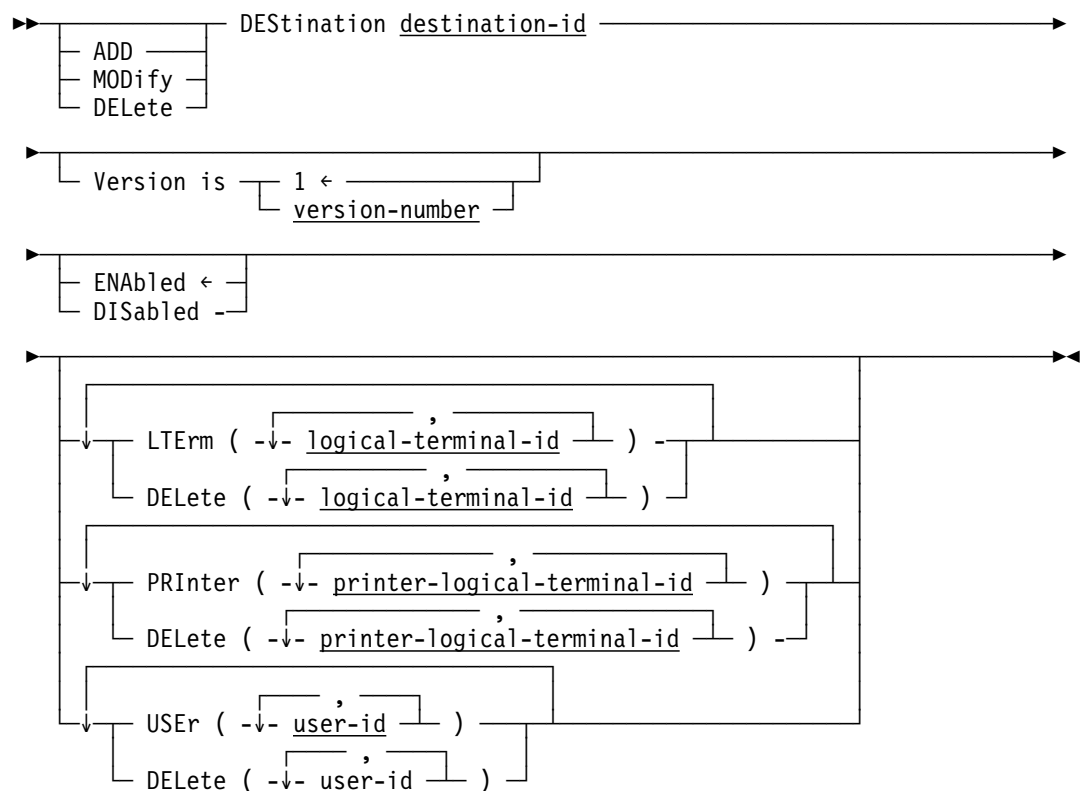 DEStination destination-id
ADD
MODify
DELete
Version is 1 ←
version-number
ENAbled ←
DISabled
,
LTErm ( logical-terminal-id )
,
DELete ( logical-terminal-id )
,
PRInter ( printer-logical-terminal-id )
,
DELete ( printer-logical-terminal-id )
,
USEr ( user-id )
,
DELete ( user-id )